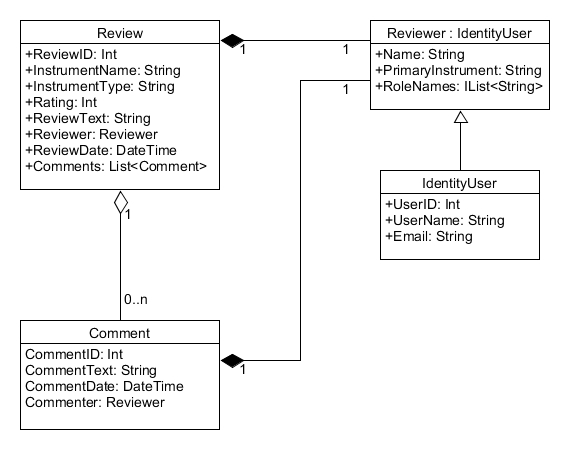 Review
+ReviewID: Int
+InstrumentName: String
+InstrumentType: String
+Rating: Int
+ReviewText: String
+Reviewer: Reviewer
+ReviewDate: DateTime
+Comments: List<Comment>
1
1
Reviewer : IdentityUser
+Name: String
+PrimaryInstrument: String
+RoleNames: IList<String>
1
IdentityUser
+UserID: Int
+UserName: String
+Email: String
1
0..n
Comment
CommentID: Int
CommentText: String
CommentDate: DateTime
Commenter: Reviewer
1